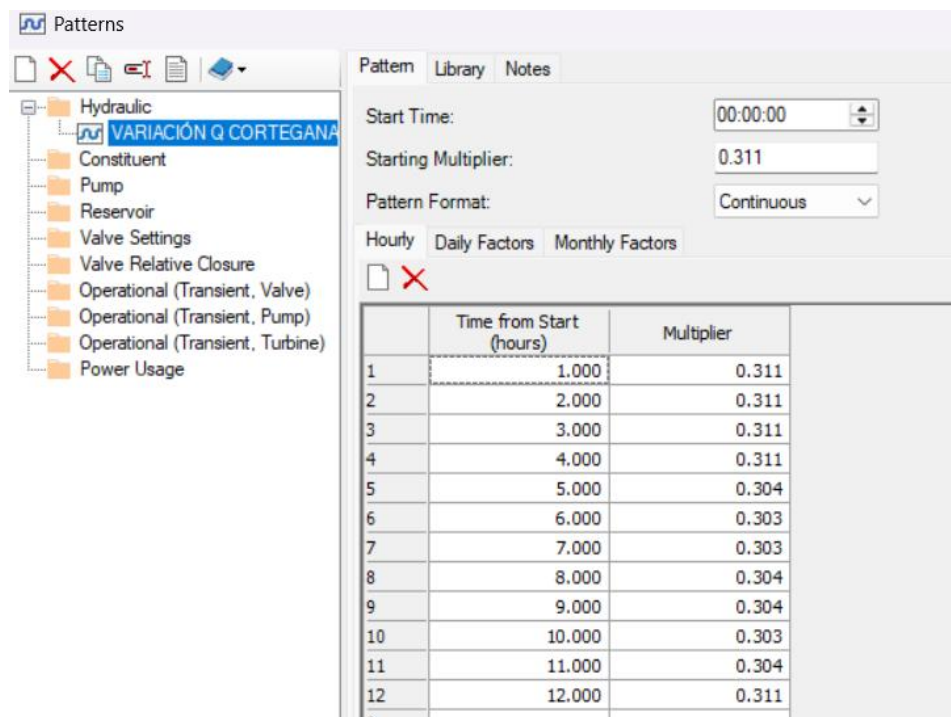 Patterns
Hydraulic
VARIACIÓN Q CORTEGANA
Constituent
Pump
Reservoir
Valve Settings
Valve Relative Closure
Operational (Transient, Valve)
Operational (Transient, Pump)
Operational (Transient, Turbine)
Power Usage
Pattern Library Notes
Start Time: 00:00:00
Starting Multiplier: 0.311
Pattern Format: Continuous
Hourly Daily Factors Monthly Factors
Time from Start (hours) Multiplier
1 1.000 0.311
2 2.000 0.311
3 3.000 0.311
4 4.000 0.311
5 5.000 0.304
6 6.000 0.303
7 7.000 0.303
8 8.000 0.304
9 9.000 0.304
10 10.000 0.303
11 11.000 0.304
12 12.000 0.311